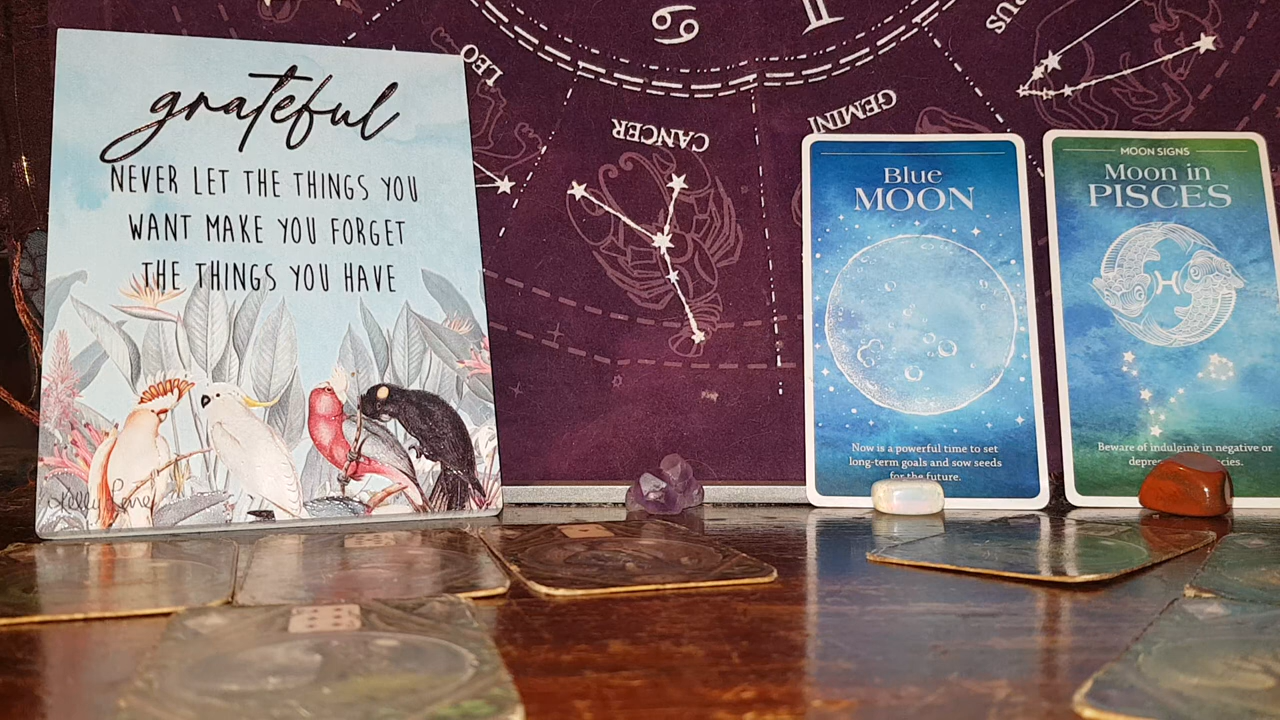 grateful
NEVER LET THE THINGS YOU
WANT MAKE YOU FORGET
THE THINGS YOU HAVE
LEO
CANCER
GEMINI
Blue
MOON
Now is a powerful time to set
long-term goals and sow seeds
for the future.
MOON SIGNS
Moon in
PISCES
Beware of indulging in negative or